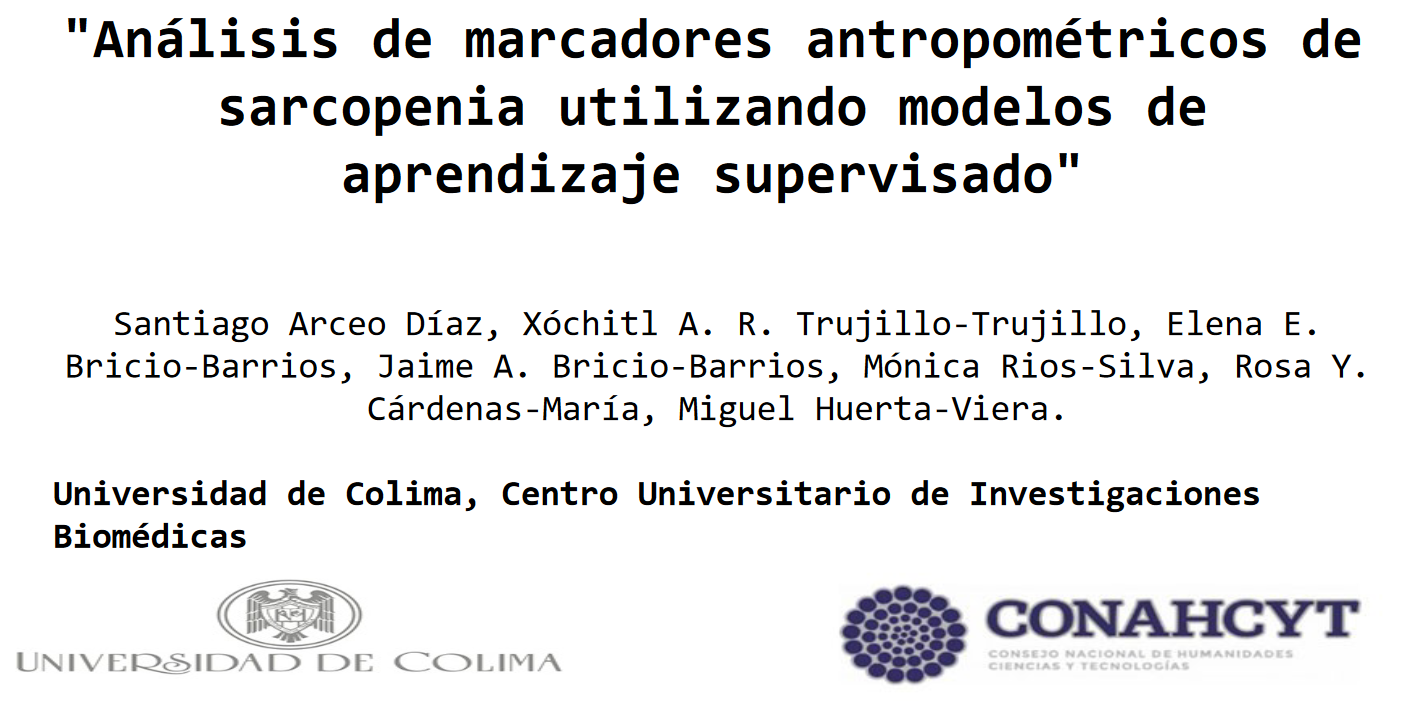 "Análisis de marcadores antropométricos de
sarcopenia utilizando modelos de
aprendizaje supervisado"
Santiago Arceo Díaz, Xóchitl A. R. Trujillo-Trujillo, Elena E.
Bricio-Barrios, Jaime A. Bricio-Barrios, Mónica Rios-Silva, Rosa Y.
Cárdenas-María, Miguel Huerta-Viera.
Universidad de Colima, Centro Universitario de Investigaciones
Biomédicas
UNIVERSIDAD DE COLIMA
CONAHCYT
CONSEJO NACIONAL DE HUMANIDADES
CIENCIAS Y TECNOLOGÍAS